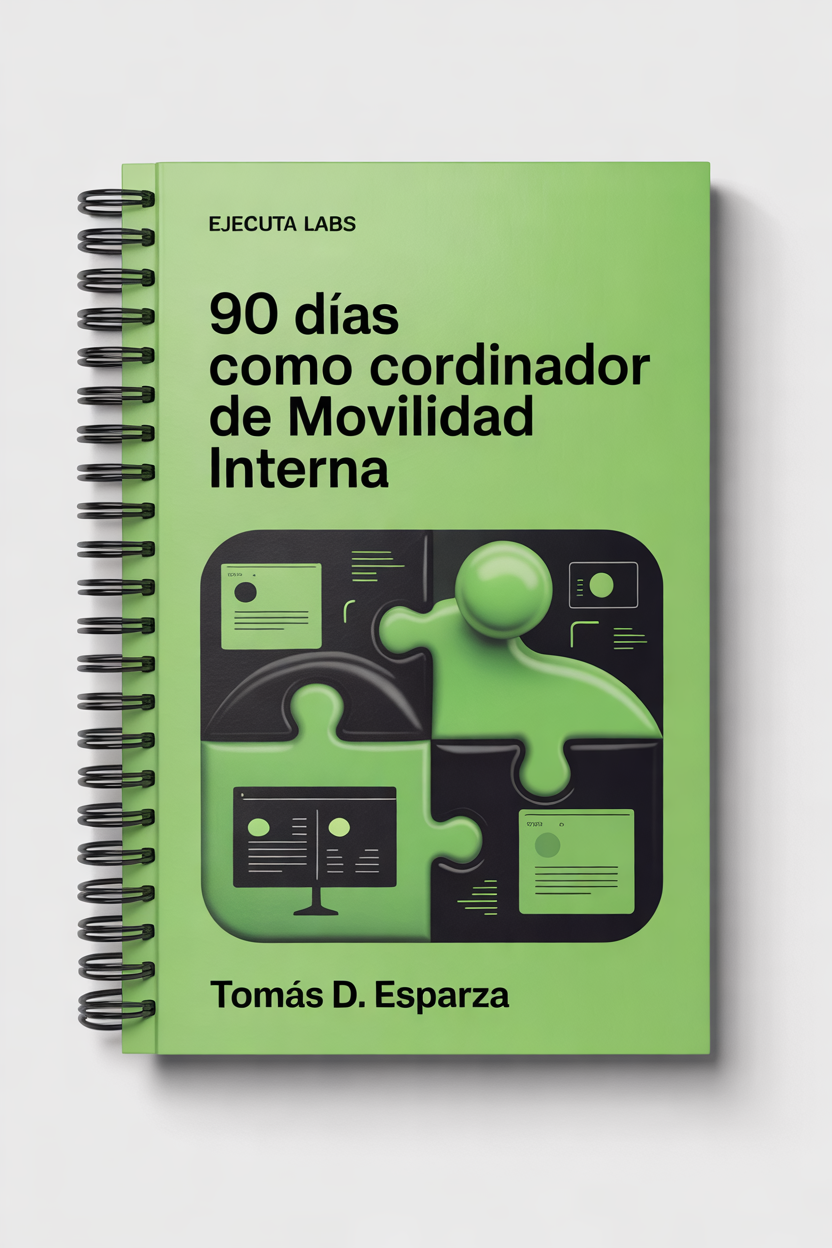 EJECUTA LABS
90 días
como cordinador
de Movilidad
Interna
Tomás D. Esparza